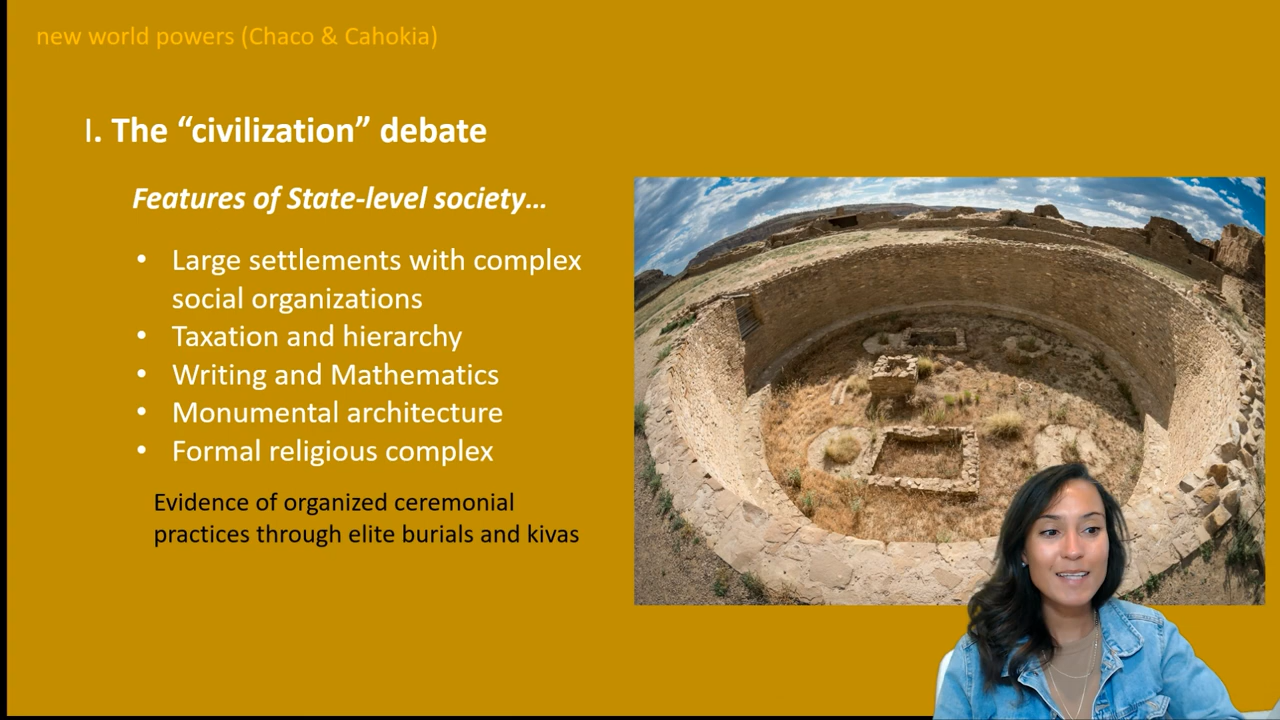 new world powers (Chaco & Cahokia)
I. The “civilization” debate
Features of State-level society…
• Large settlements with complex
social organizations
• Taxation and hierarchy
• Writing and Mathematics
• Monumental architecture
• Formal religious complex
Evidence of organized ceremonial
practices through elite burials and kivas